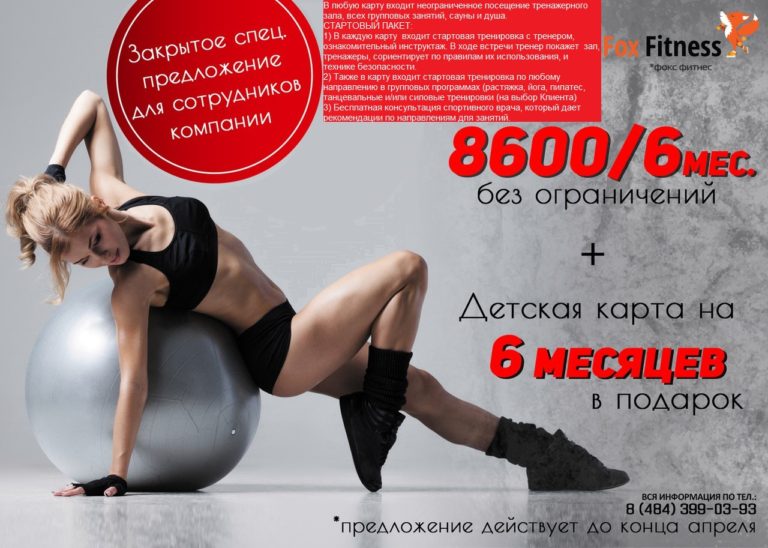 В любую карту входит неограниченное посещение тренажерного
зала, всех групповых занятий, сауны и душа.
СТАРТОВЫЙ ПАКЕТ:
1) В каждую карту входит стартовая тренировка с тренером,
ознакомительный инструктаж. В ходе встречи тренер покажет зал,
тренажеры, сориентирует по правилам их использования, и
технике безопасности.
2) Также в карту входит стартовая тренировка по любому
направлению в групповых программах (растяжка, йога, пилатес,
танцевальные и/или силовые тренировки (на выбор Клиента)
3) Бесплатная консультация спортивного врача, который дает
рекомендации по направлениям для занятий.
Закрытое спец.
предложение
для сотрудников
компании
Fox Fitness
*фокс фитнес
8600/6мес.
без ограничений
+
Детская карта на
6 месяцев
в подарок
ВСЯ ИНФОРМАЦИЯ ПО ТЕЛ.:
8 (484) 399-03-93
*предложение действует до конца апреля